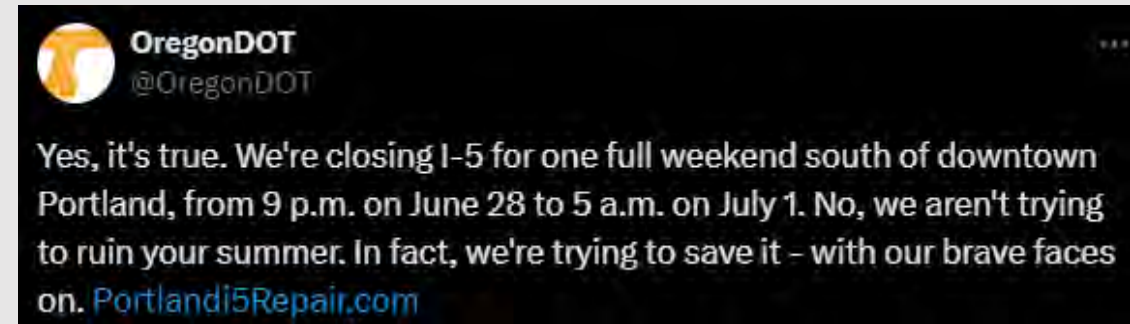 OregonDOT
@OregonDOT
Yes, it's true. We're closing I-5 for one full weekend south of downtown
Portland, from 9 p.m. on June 28 to 5 a.m. on July 1. No, we aren't trying
to ruin your summer. In fact, we're trying to save it – with our brave faces
on. Portlandi5Repair.com